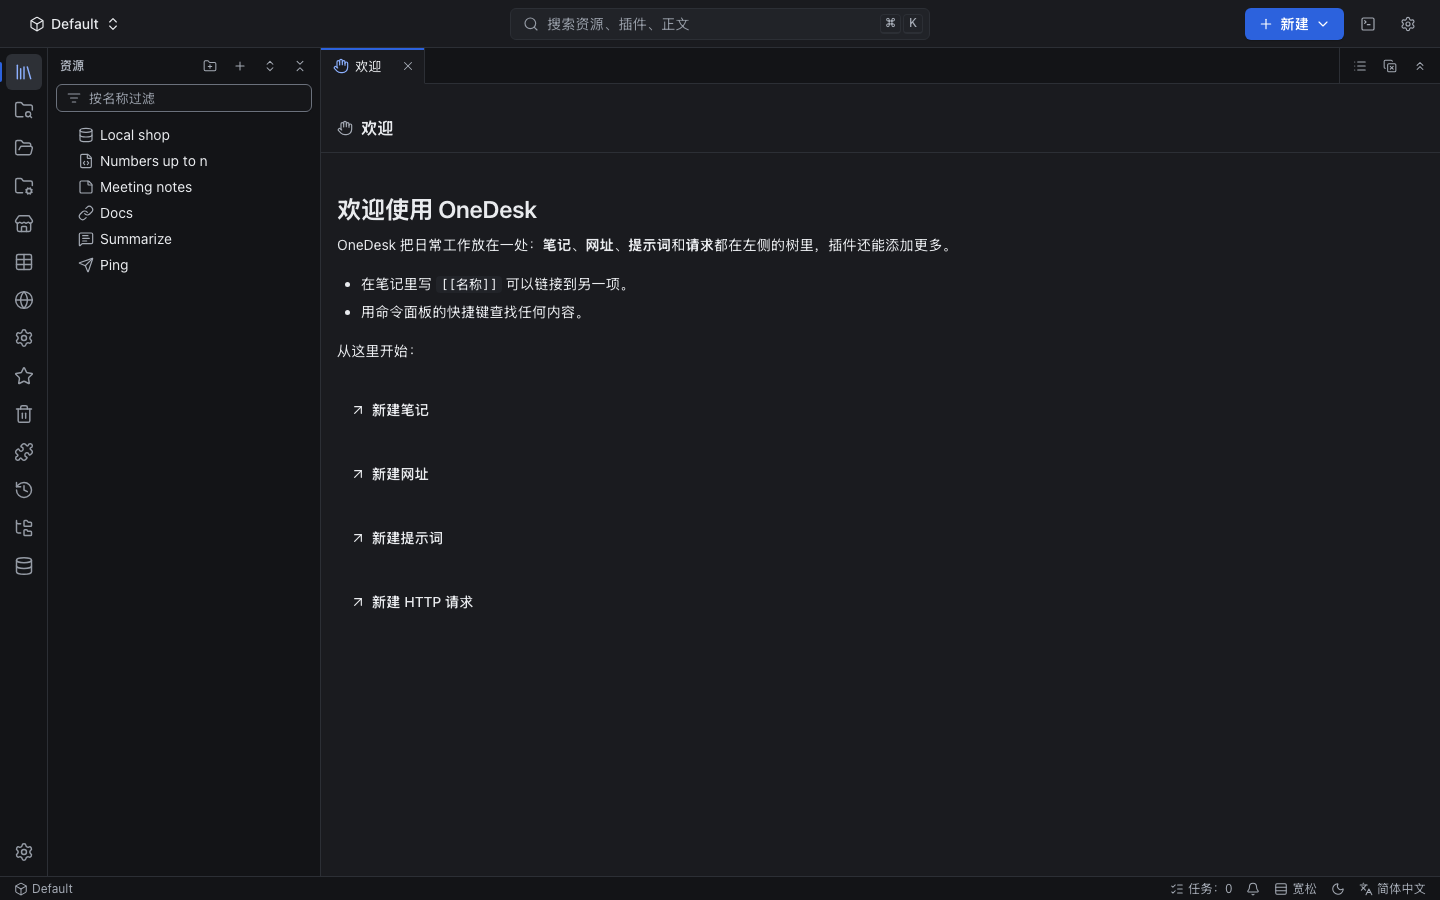 Default
搜索资源、插件、正文
⌘ K
新建
资源
欢迎
按名称过滤
Local shop
Numbers up to n
Meeting notes
Docs
Summarize
Ping
欢迎
欢迎使用 OneDesk
OneDesk 把日常工作放在一处：笔记、网址、提示词和请求都在左侧的树里，插件还能添加更多。
在笔记里写 [[名称]] 可以链接到另一项。
用命令面板的快捷键查找任何内容。
从这里开始：
新建笔记
新建网址
新建提示词
新建 HTTP 请求
Default
任务：0
宽松
简体中文